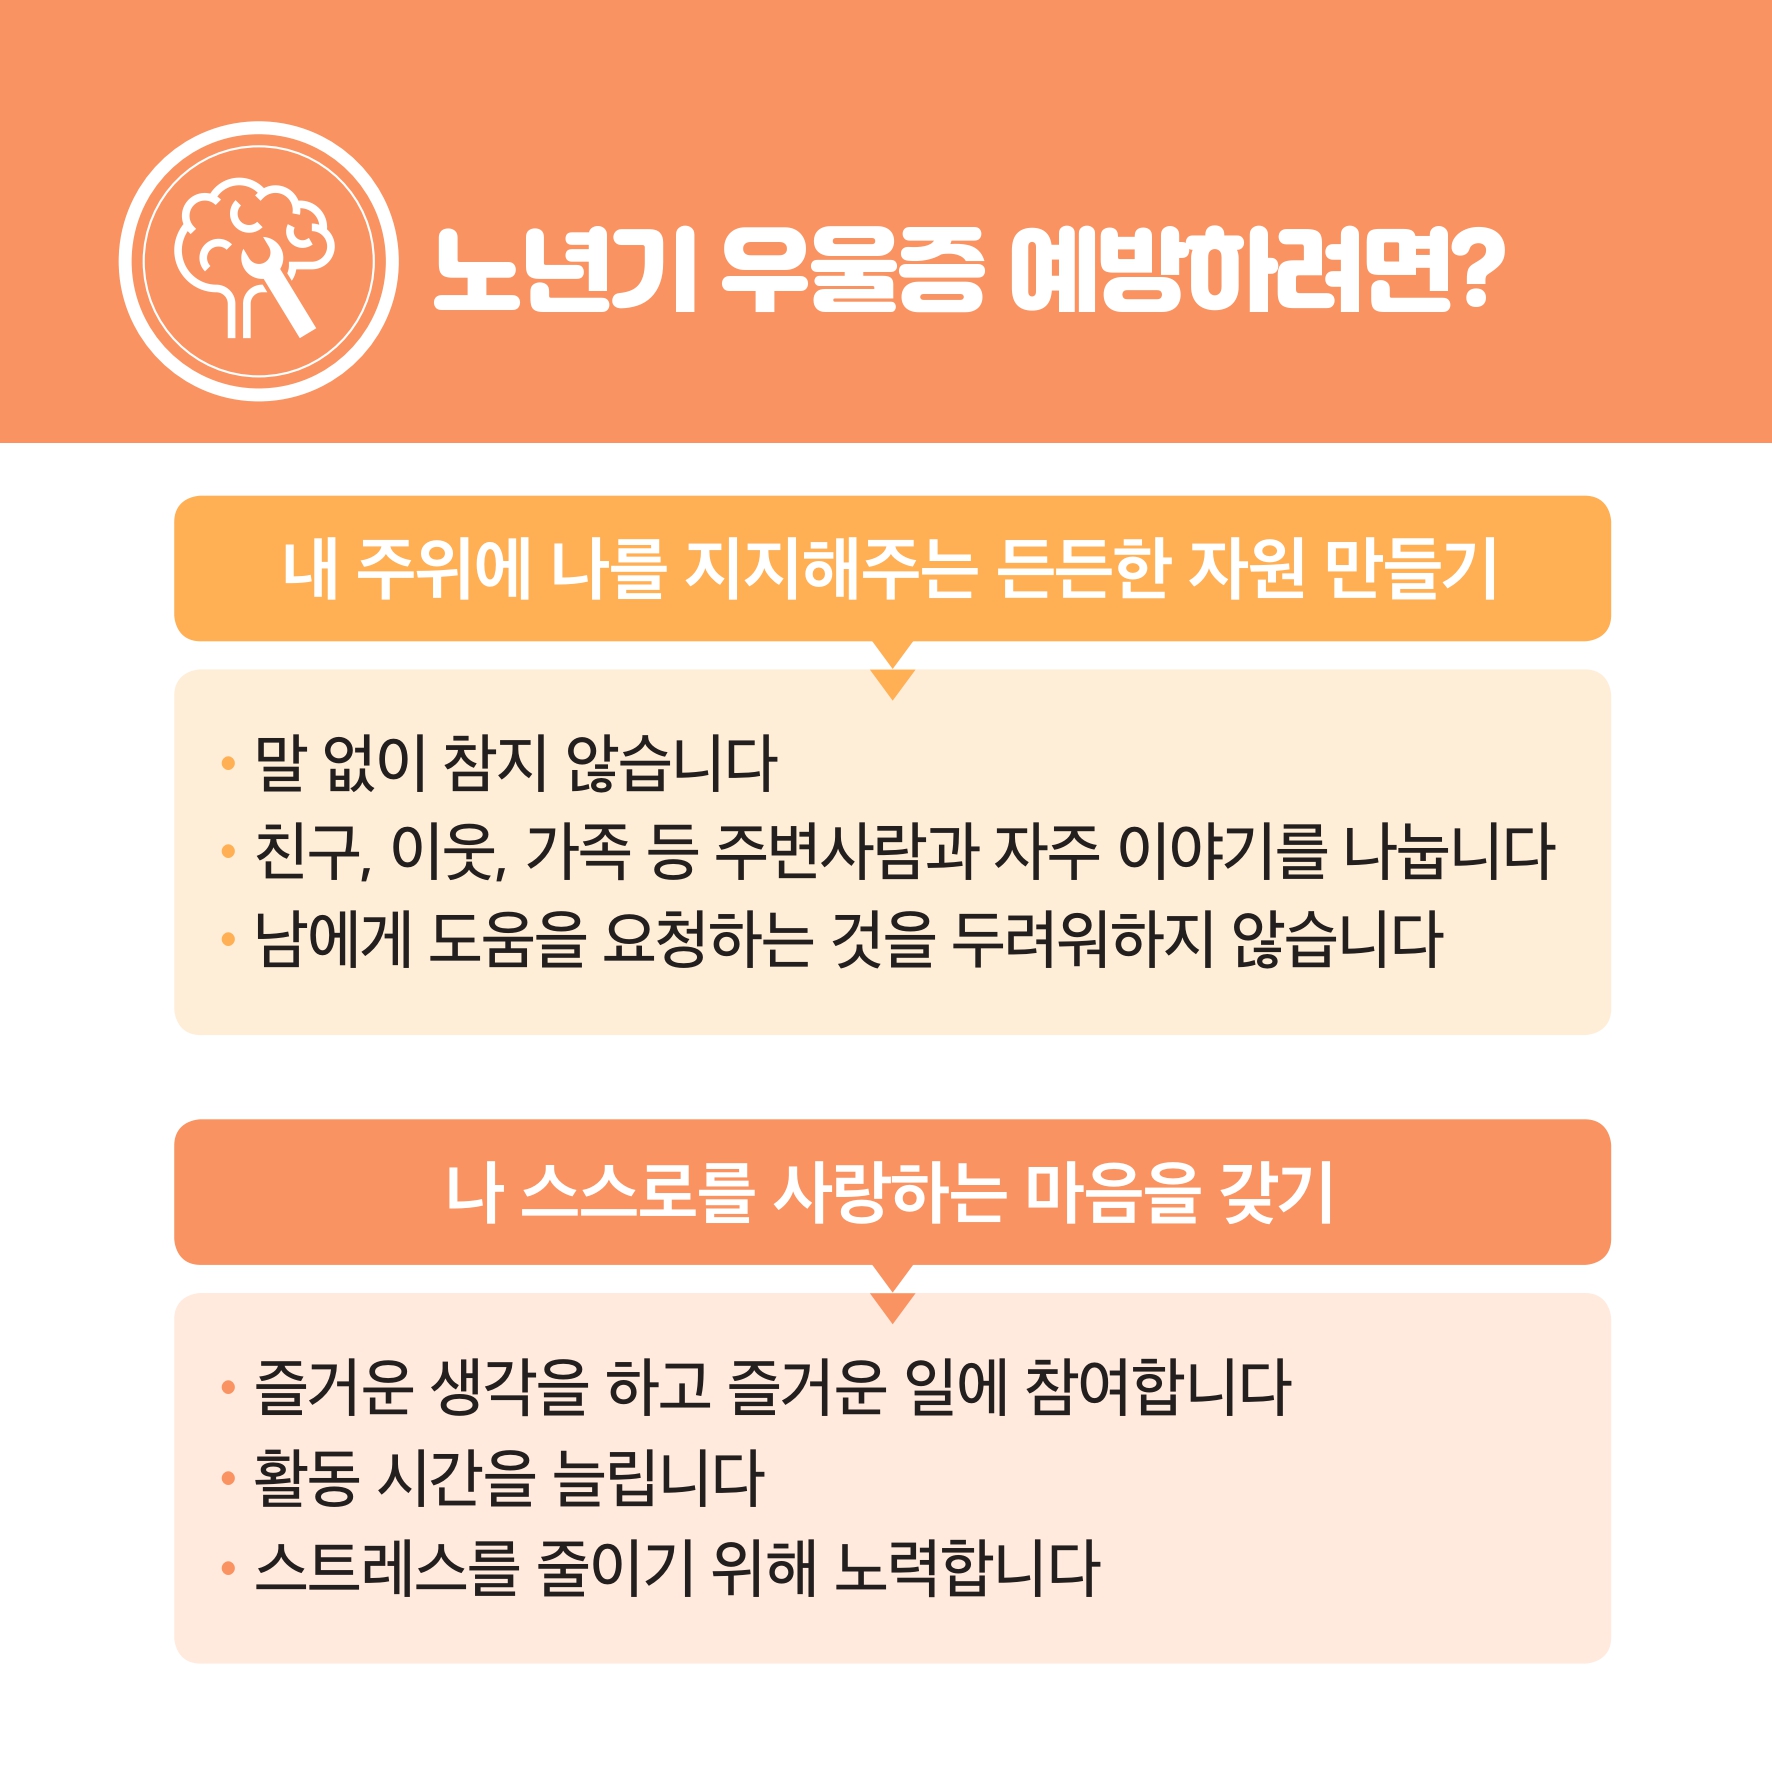 노년기 우울증 예방하려면?
내 주위에 나를 지지해주는 든든한 자원 만들기
• 말 없이 참지 않습니다
• 친구, 이웃, 가족 등 주변사람과 자주 이야기를 나눕니다
• 남에게 도움을 요청하는 것을 두려워하지 않습니다
나 스스로를 사랑하는 마음을 갖기
• 즐거운 생각을 하고 즐거운 일에 참여합니다
• 활동 시간을 늘립니다
• 스트레스를 줄이기 위해 노력합니다